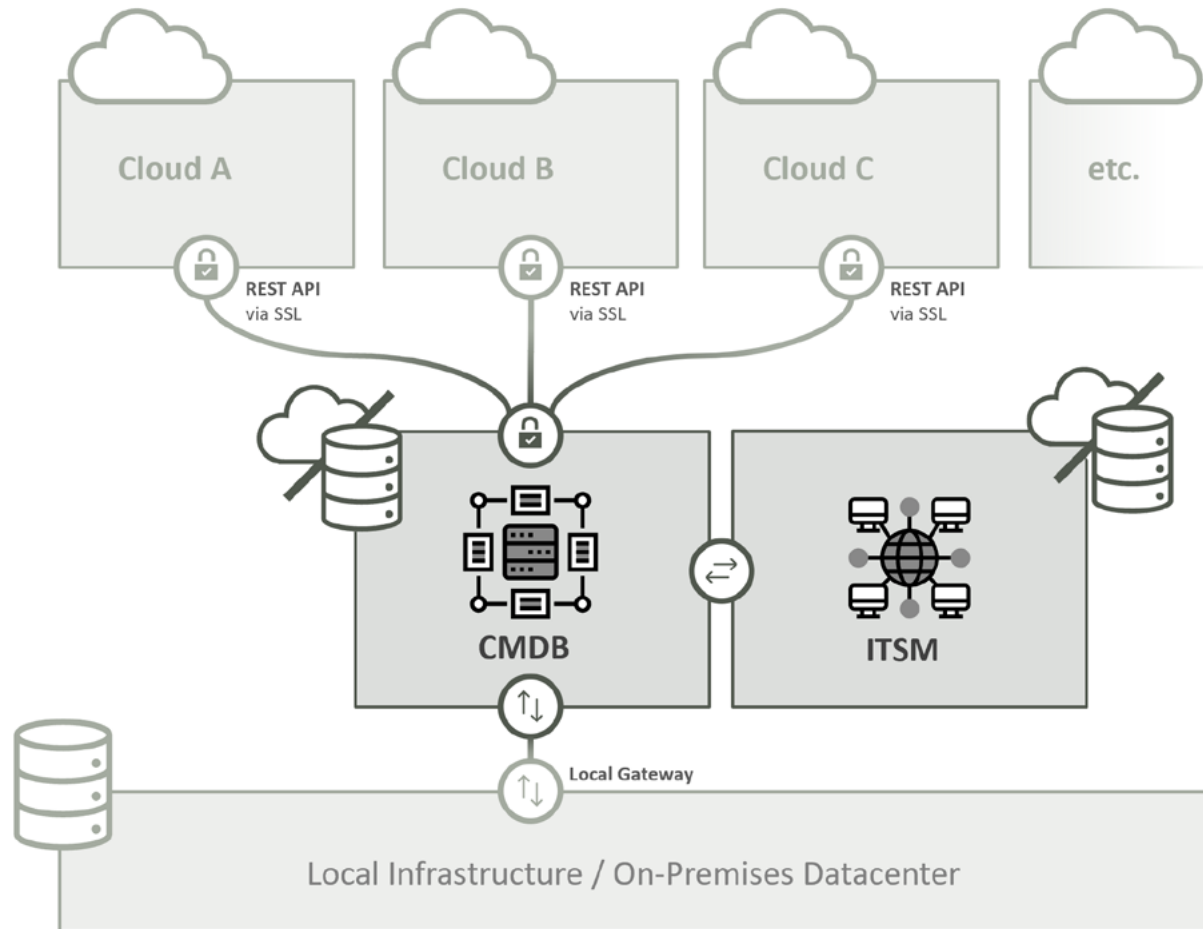 Cloud A
Cloud B
Cloud C
etc.
REST API
via SSL
REST API
via SSL
REST API
via SSL
CMDB
ITSM
Local Gateway
Local Infrastructure / On-Premises Datacenter